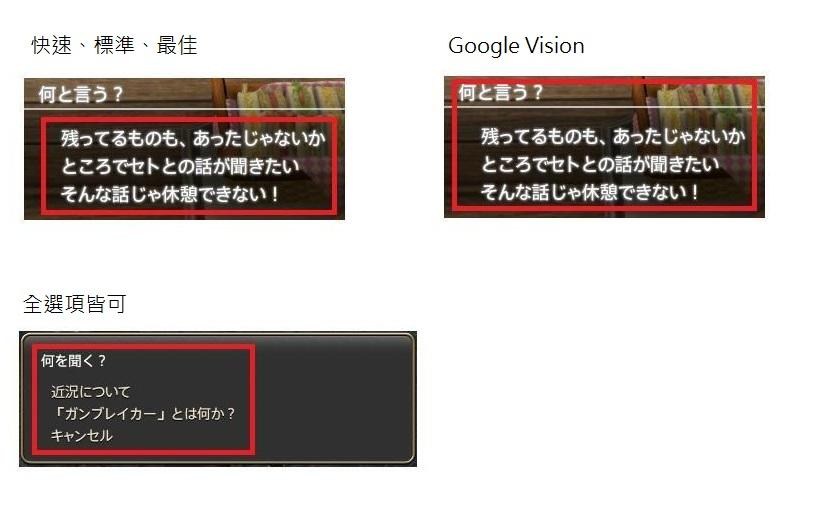 快速、標準、最佳
何と言う？
残ってるものも、あったじゃないか
ところでセトとの話が聞きたい
そんな話じゃ休憩できない！
Google Vision
何と言う？
残ってるものも、あったじゃないか
ところでセトとの話が聞きたい
そんな話じゃ休憩できない！
全選項皆可
何を聞く？
近況について
「ガンブレイカー」とは何か？
キャンセル